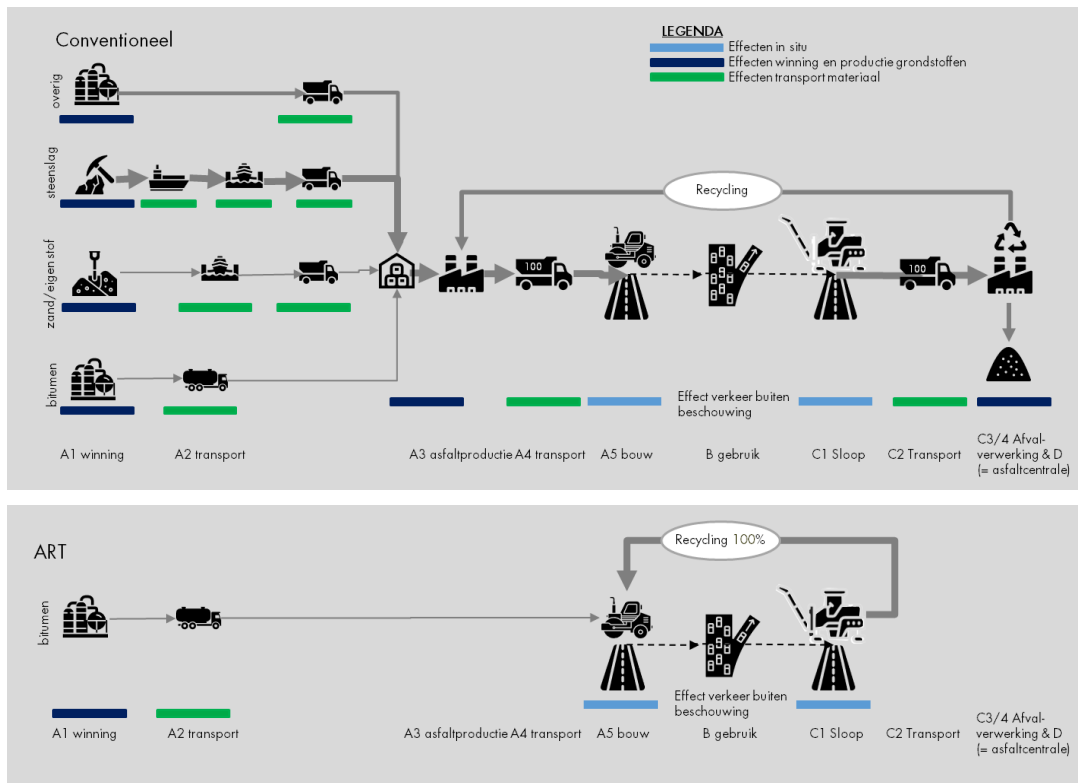 Conventioneel
LEGENDA
Effecten in situ
Effecten winning en productie grondstoffen
Effecten transport materiaal
overig
steenslag
Recycling
zand/ eigen stof
100
100
bitumen
Effect verkeer buiten
beschouwing
A1 winning
A2 transport
A3 asfaltproductie
A4 transport
A5 bouw
B gebruik
C1 Sloop
C2 Transport
C3/4 Afval-
verwerking & D
(= asfaltcentrale)
ART
Recycling 100%
bitumen
Effect verkeer buiten
beschouwing
A1 winning
A2 transport
A3 asfaltproductie
A4 transport
A5 bouw
B gebruik
C1 Sloop
C2 Transport
C3/4 Afval-
verwerking & D
(= asfaltcentrale)